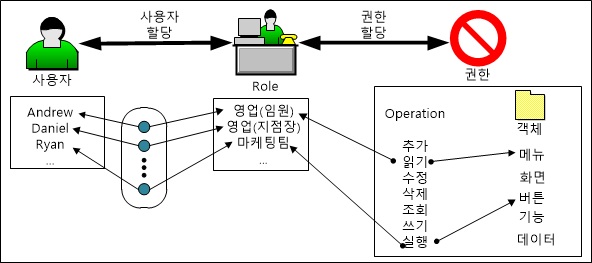 사용자
할당
권한
할당
사용자
Role
권한
Andrew
Daniel
Ryan
...
영업(임원)
영업(지점장)
마케팅팀
...
Operation
객체
추가
읽기
수정
삭제
조회
쓰기
실행
메뉴
화면
버튼
기능
데이터